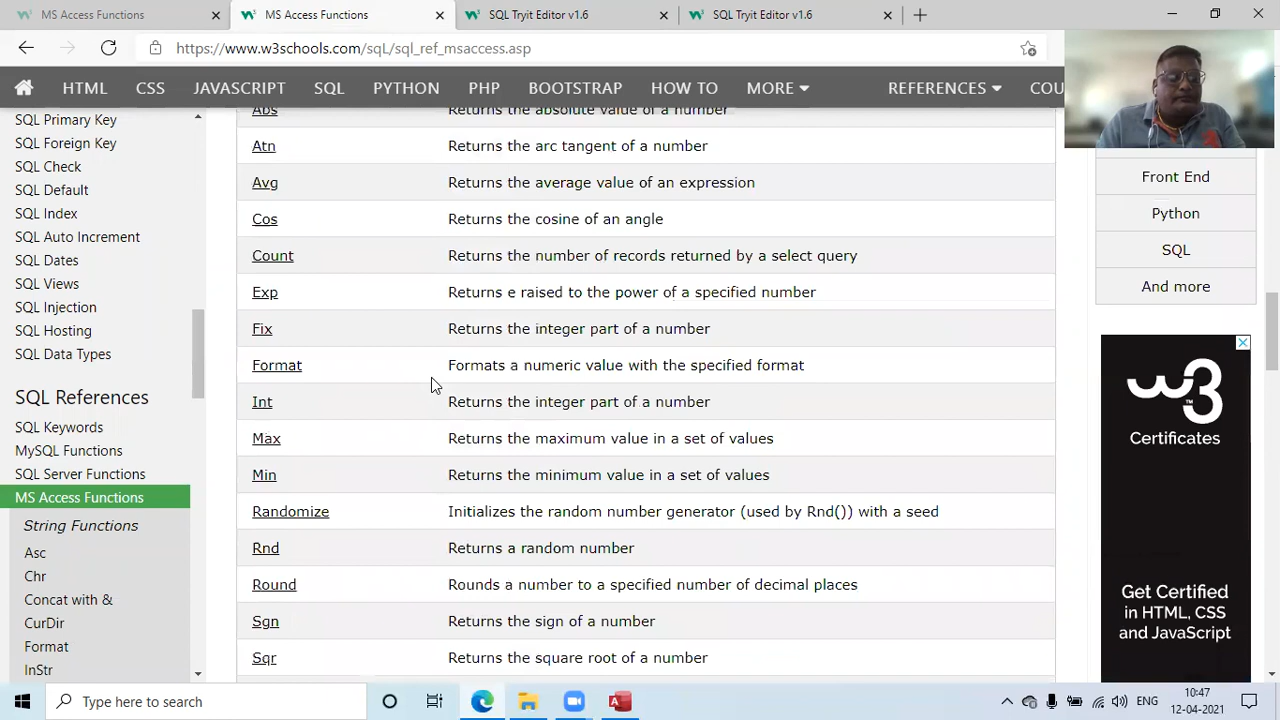 MS Access Functions
MS Access Functions
SQL Tryit Editor v1.6
SQL Tryit Editor v1.6
https://www.w3schools.com/sqL/sql_ref_msaccess.asp
HTML CSS JAVASCRIPT SQL PYTHON PHP BOOTSTRAP HOW TO MORE REFERENCES COU
SQL Primary Key
SQL Foreign Key
SQL Check
SQL Default
SQL Index
SQL Auto Increment
SQL Dates
SQL Views
SQL Injection
SQL Hosting
SQL Data Types
SQL References
SQL Keywords
MySQL Functions
SQL Server Functions
MS Access Functions
String Functions
Asc
Chr
Concat with &
CurDir
Format
InStr
Abs Returns the absolute value of a number
Atn Returns the arc tangent of a number
Avg Returns the average value of an expression
Cos Returns the cosine of an angle
Count Returns the number of records returned by a select query
Exp Returns e raised to the power of a specified number
Fix Returns the integer part of a number
Format Formats a numeric value with the specified format
Int Returns the integer part of a number
Max Returns the maximum value in a set of values
Min Returns the minimum value in a set of values
Randomize Initializes the random number generator (used by Rnd()) with a seed
Rnd Returns a random number
Round Rounds a number to a specified number of decimal places
Sgn Returns the sign of a number
Sqr Returns the square root of a number
Front End
Python
SQL
And more
w3
TM
Certificates
Get Certified
in HTML, CSS
and JavaScript
Type here to search
ENG
10:47
12-04-2021